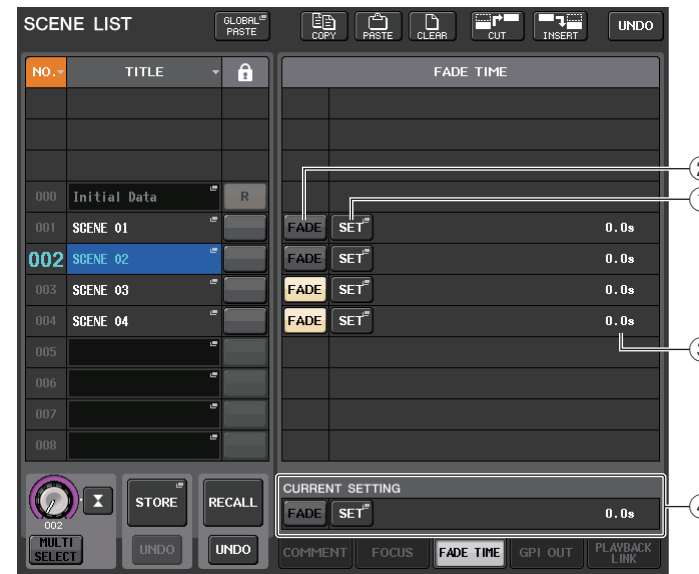 SCENE LIST
GLOBAL PASTE
COPY
PASTE
CLEAR
CUT
INSERT
UNDO
NO. TITLE FADE TIME
000 Initial Data R
001 SCENE 01 FADE SET 0.0s
002 SCENE 02 FADE SET 0.0s
003 SCENE 03 FADE SET 0.0s
004 SCENE 04 FADE SET 0.0s
005
006
007
008
CURRENT SETTING
FADE SET 0.0s
002
STORE
RECALL
MULTI SELECT
UNDO
UNDO
COMMENT FOCUS FADE TIME GPI OUT PLAYBACK LINK